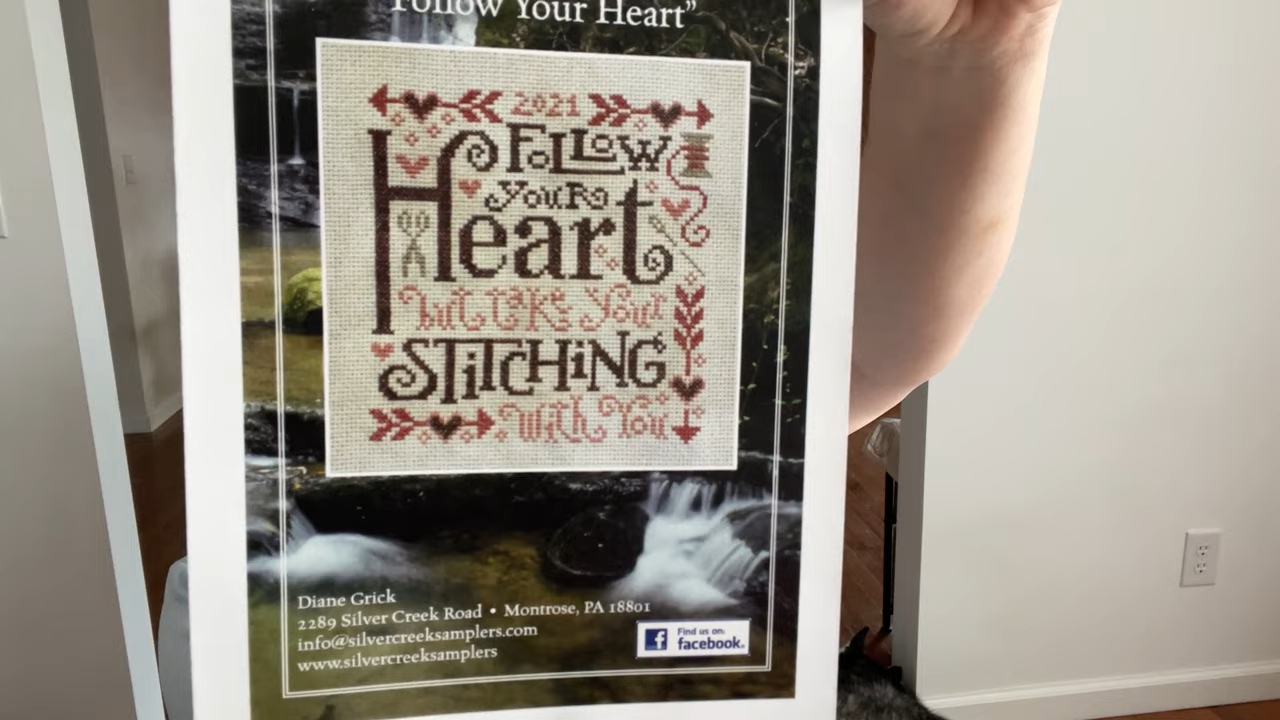 Follow Your Heart”
2021
FOLLOW
YOUR
Heart
but take your
STITCHING
With You
Diane Grick
2289 Silver Creek Road • Montrose, PA 18801
info@silvercreeksamplers.com
www.silvercreeksamplers
Find us on:
facebook.